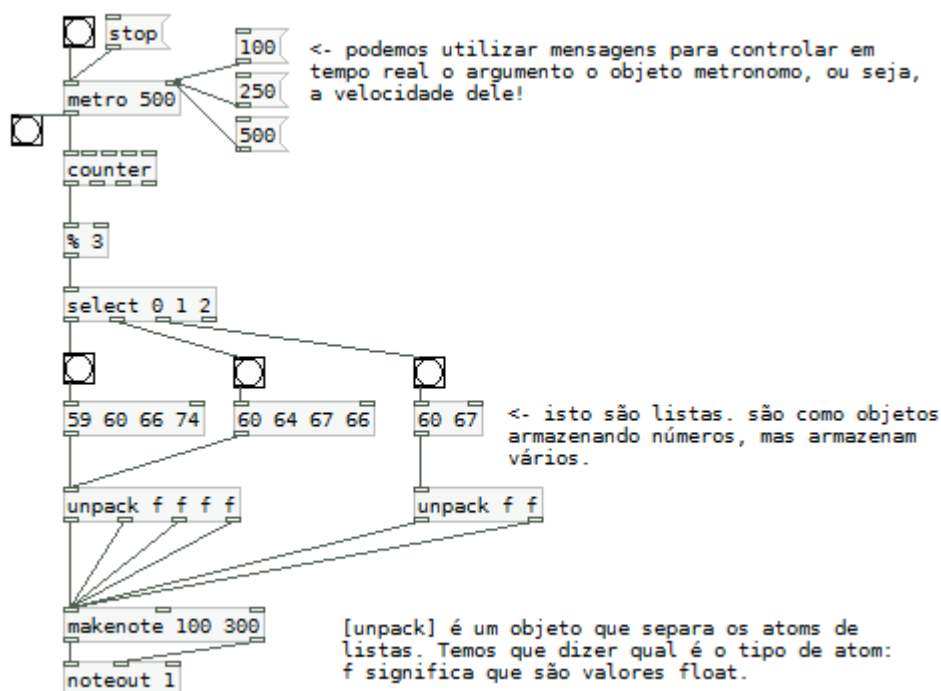 stop
100
<- podemos utilizar mensagens para controlar em
tempo real o argumento o objeto metronomo, ou seja,
a velocidade dele!
metro 500
250
500
counter
% 3
select 0 1 2
59 60 66 74
60 64 67 66
60 67
<- isto são listas. são como objetos
armazenando números, mas armazenam
vários.
unpack f f f f
unpack f f
makenote 100 300
[unpack] é um objeto que separa os atoms de
listas. Temos que dizer qual é o tipo de atom:
f significa que são valores float.
noteout 1